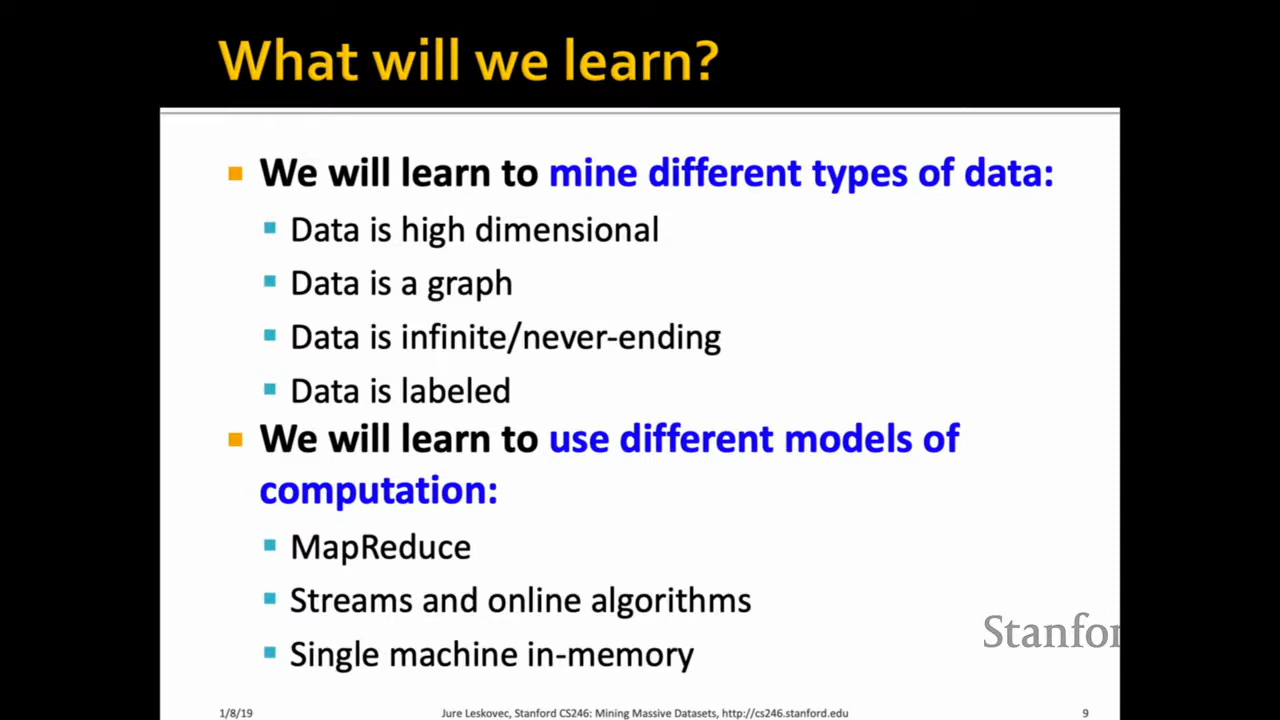 What will we learn?
We will learn to mine different types of data:
Data is high dimensional
Data is a graph
Data is infinite/never-ending
Data is labeled
We will learn to use different models of
computation:
MapReduce
Streams and online algorithms
Single machine in-memory
Stanfor
1/8/19
Jure Leskovec, Stanford CS246: Mining Massive Datasets, http://cs246.stanford.edu
9